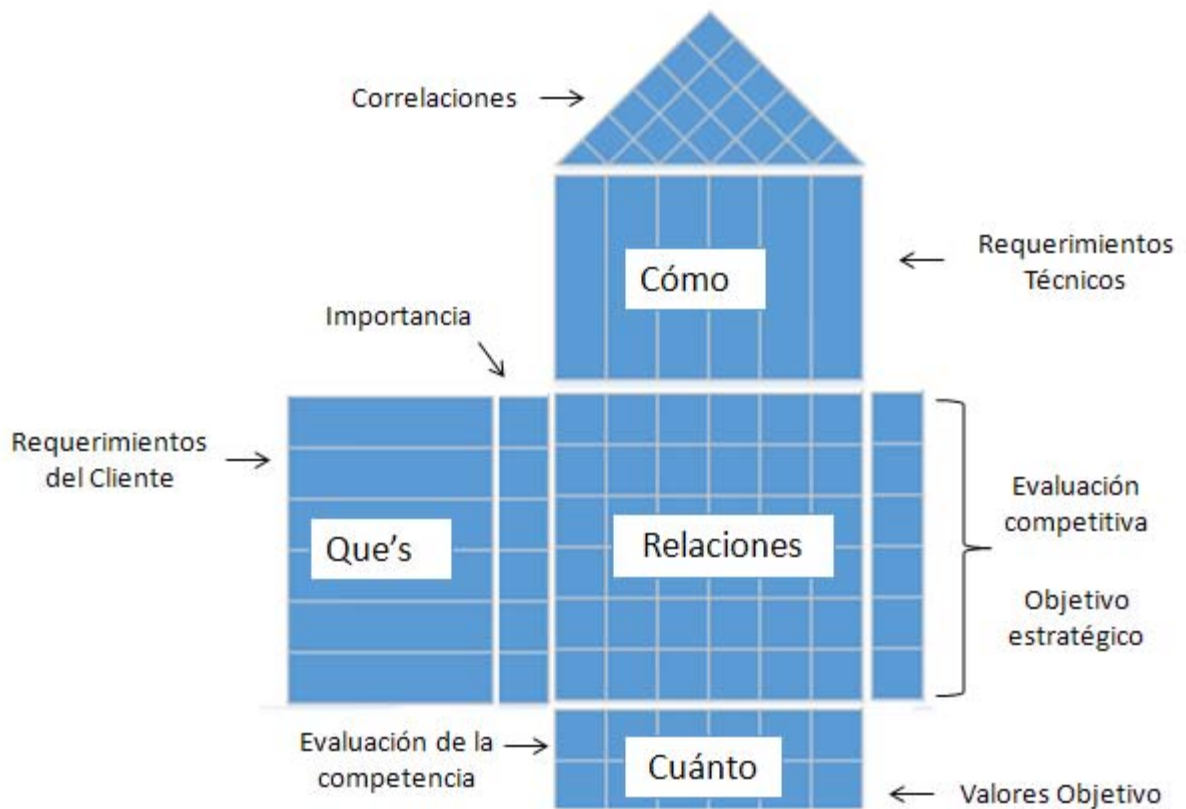 Correlaciones
Requerimientos
Técnicos
Cómo
Importancia
Requerimientos
del Cliente
Que's
Relaciones
Evaluación
competitiva
Objetivo
estratégico
Evaluación de la
competencia
Cuánto
Valores Objetivo